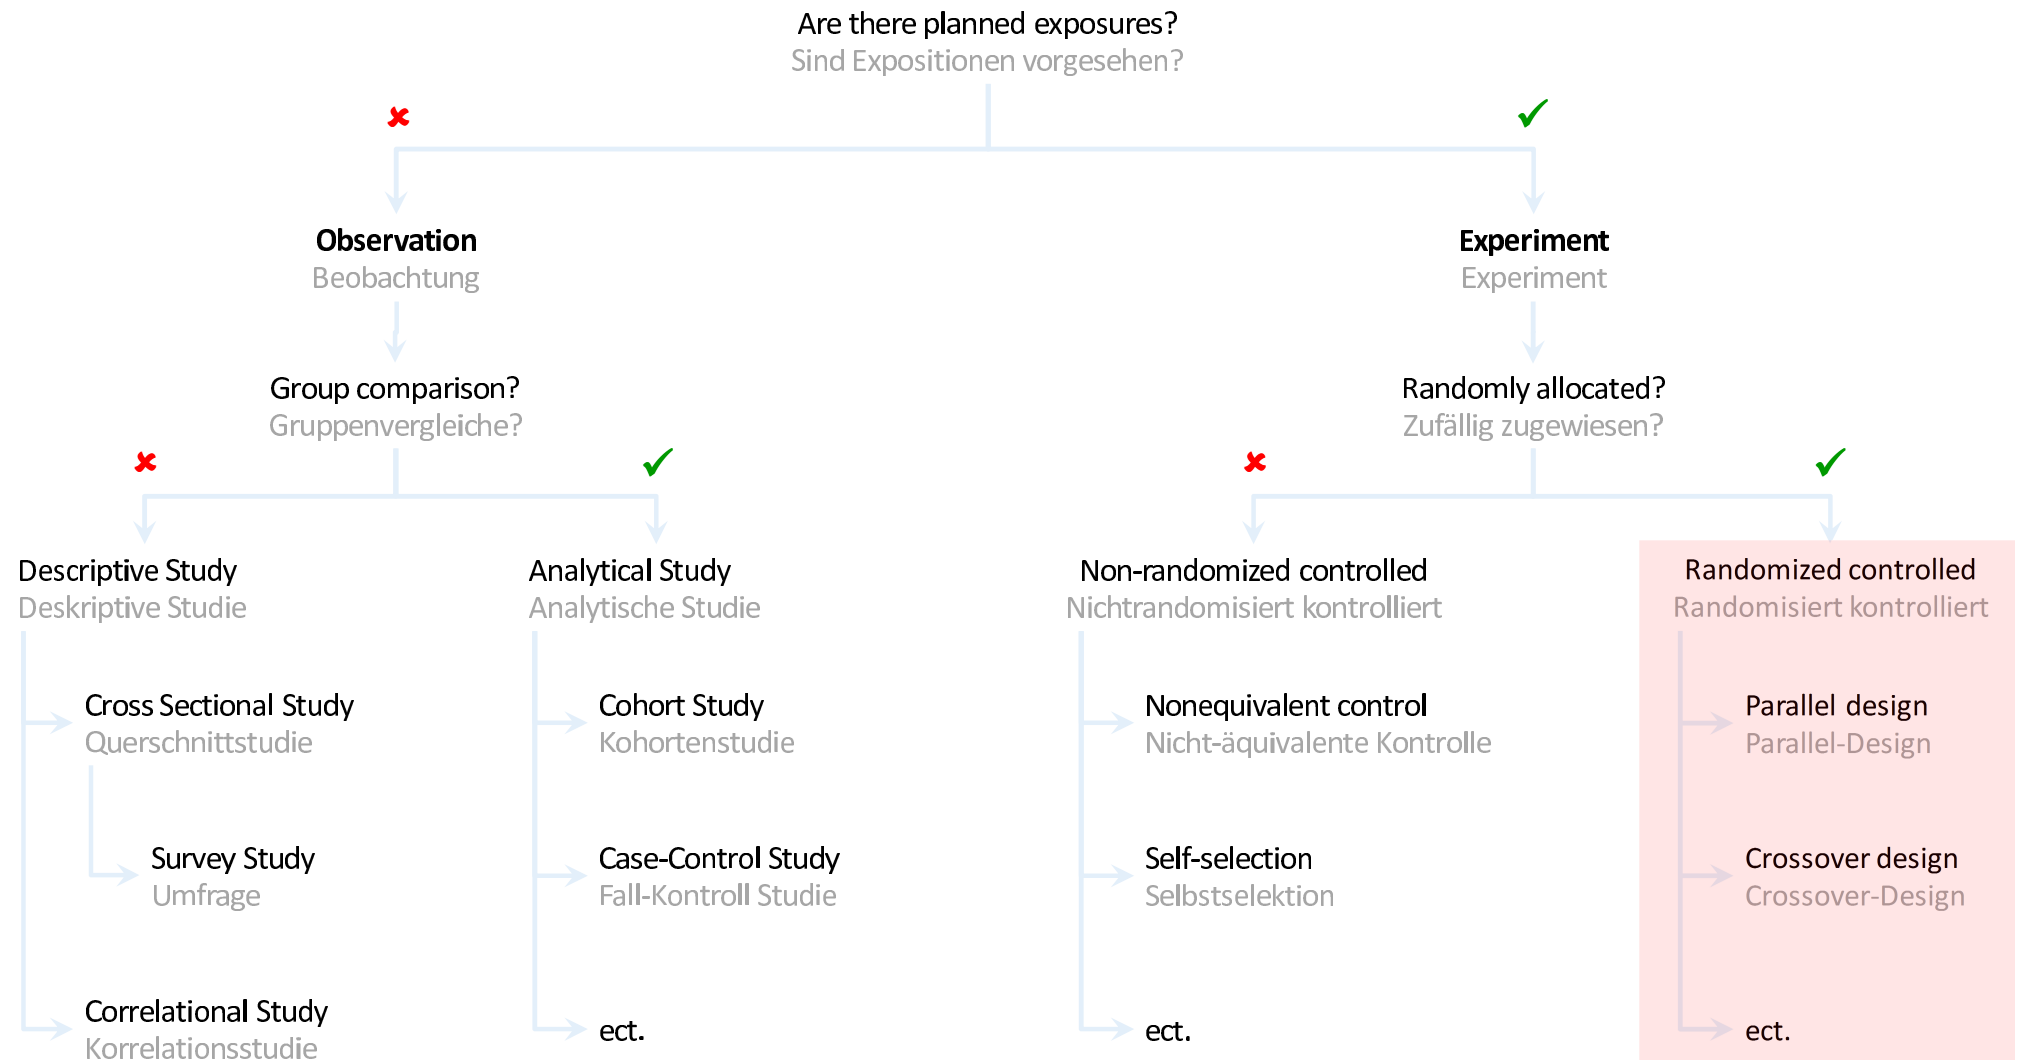 Are there planned exposures?
Sind Expositionen vorgesehen?
Observation
Beobachtung
Experiment
Experiment
Group comparison?
Gruppenvergleiche?
Randomly allocated?
Zufällig zugewiesen?
Descriptive Study
Deskriptive Studie
Analytical Study
Analytische Studie
Non-randomized controlled
Nichtrandomisiert kontrolliert
Randomized controlled
Randomisiert kontrolliert
Cross Sectional Study
Querschnittstudie
Cohort Study
Kohortenstudie
Nonequivalent control
Nicht-äquivalente Kontrolle
Parallel design
Parallel-Design
Survey Study
Umfrage
Case-Control Study
Fall-Kontroll Studie
Self-selection
Selbstselektion
Crossover design
Crossover-Design
Correlational Study
Korrelationsstudie
ect.
ect.
ect.